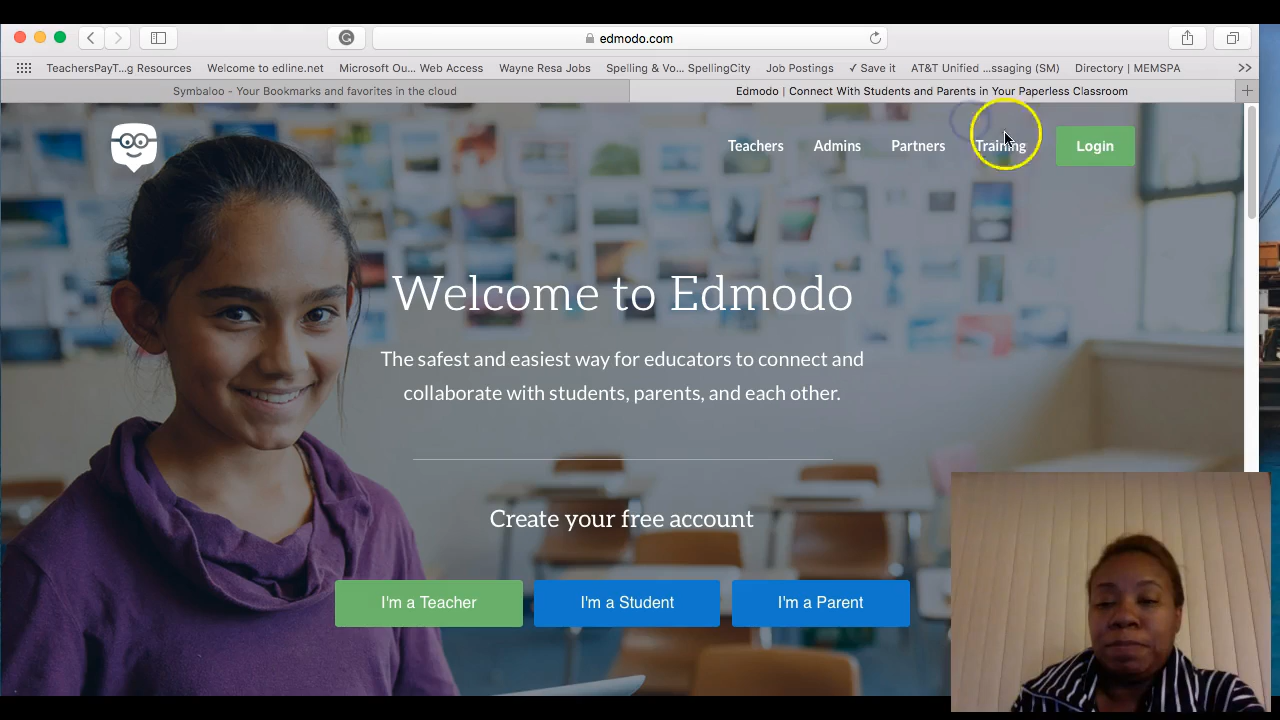 edmodo.com
TeachersPayT...g Resources Welcome to edline.net Microsoft Ou... Web Access Wayne Resa Jobs Spelling & Vo... SpellingCity Job Postings ✓ Save it AT&T Unified ...ssaging (SM) Directory | MEMSPA
Symbaloo - Your Bookmarks and favorites in the cloud Edmodo | Connect With Students and Parents in Your Paperless Classroom
Teachers Admins Partners Training Login
Welcome to Edmodo
The safest and easiest way for educators to connect and
collaborate with students, parents, and each other.
Create your free account
I'm a Teacher I'm a Student I'm a Parent